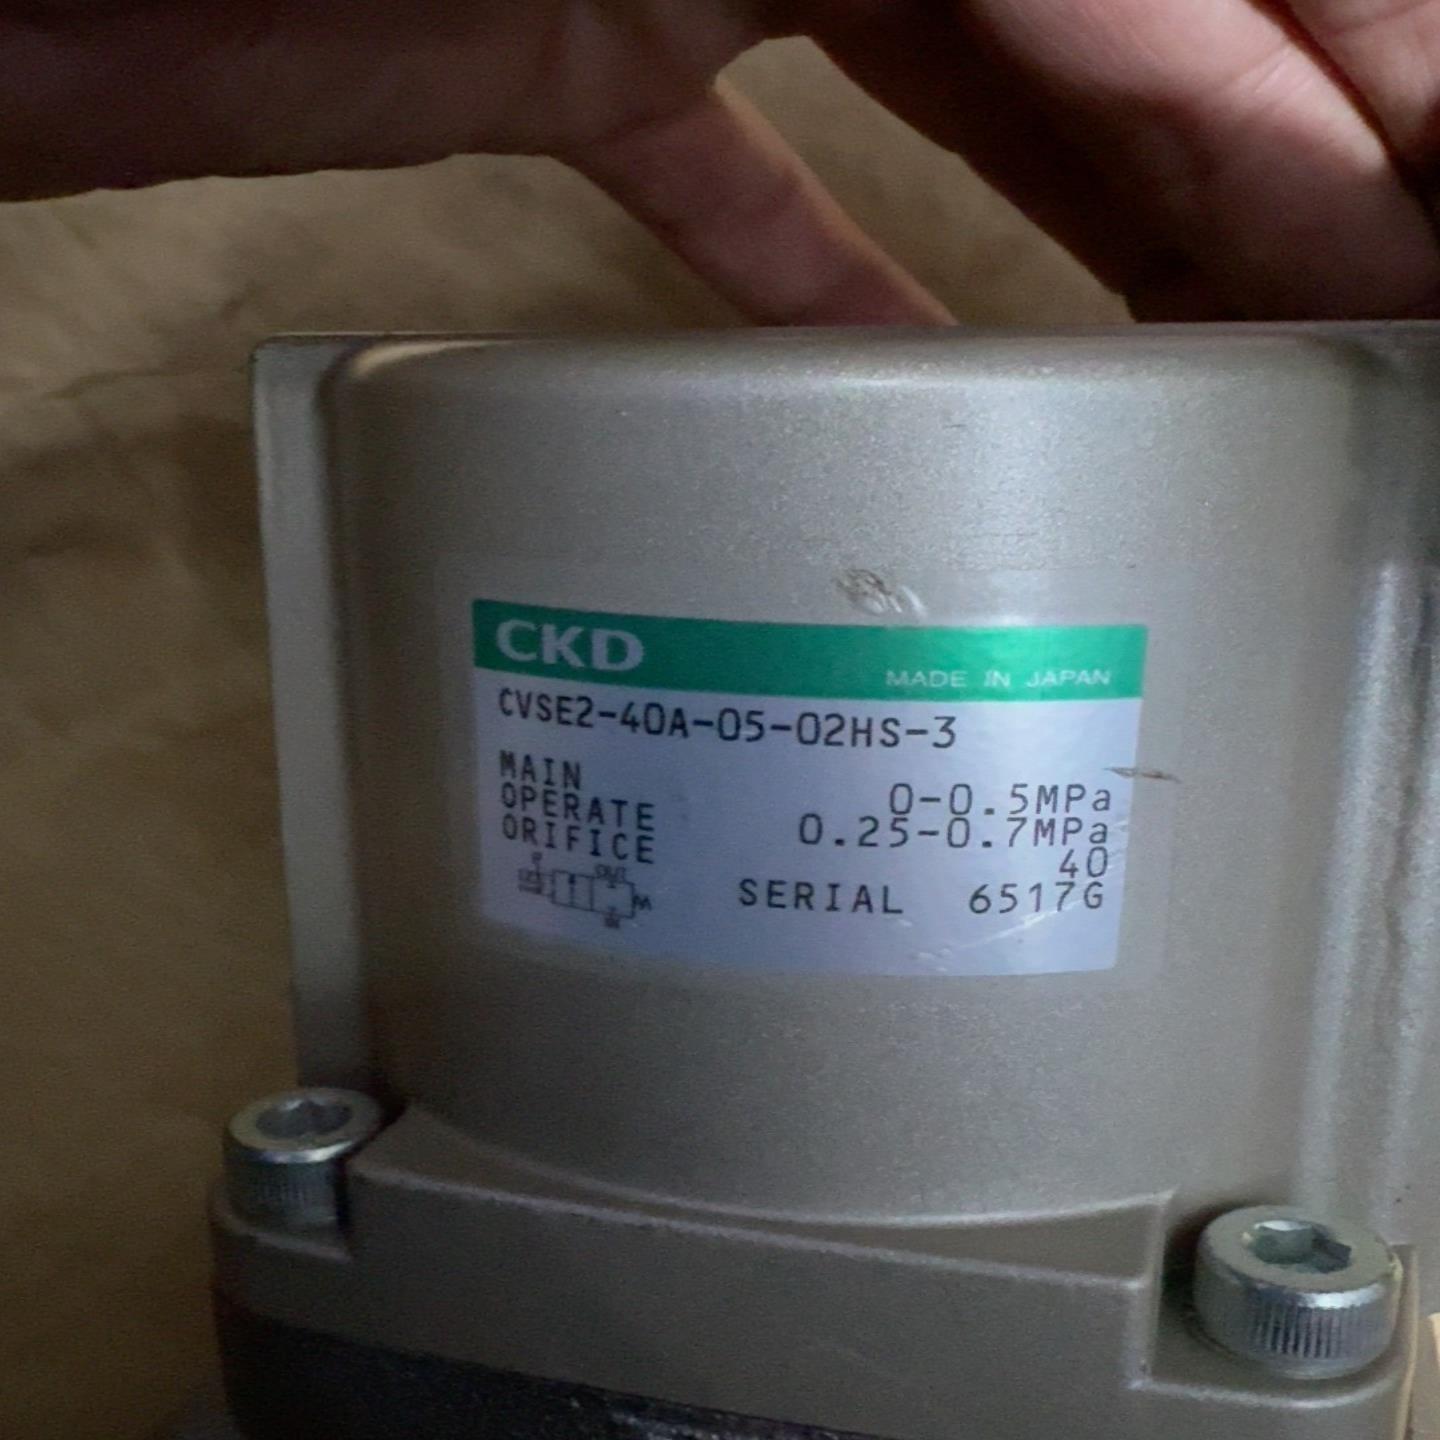 CKD
MADE IN JAPAN
CVSE2-40A-05-02HS-3
MAIN 0-0.5MPa
OPERATE 0.25-0.7MPa
ORIFICE 40
OUT
SERIAL 6517G